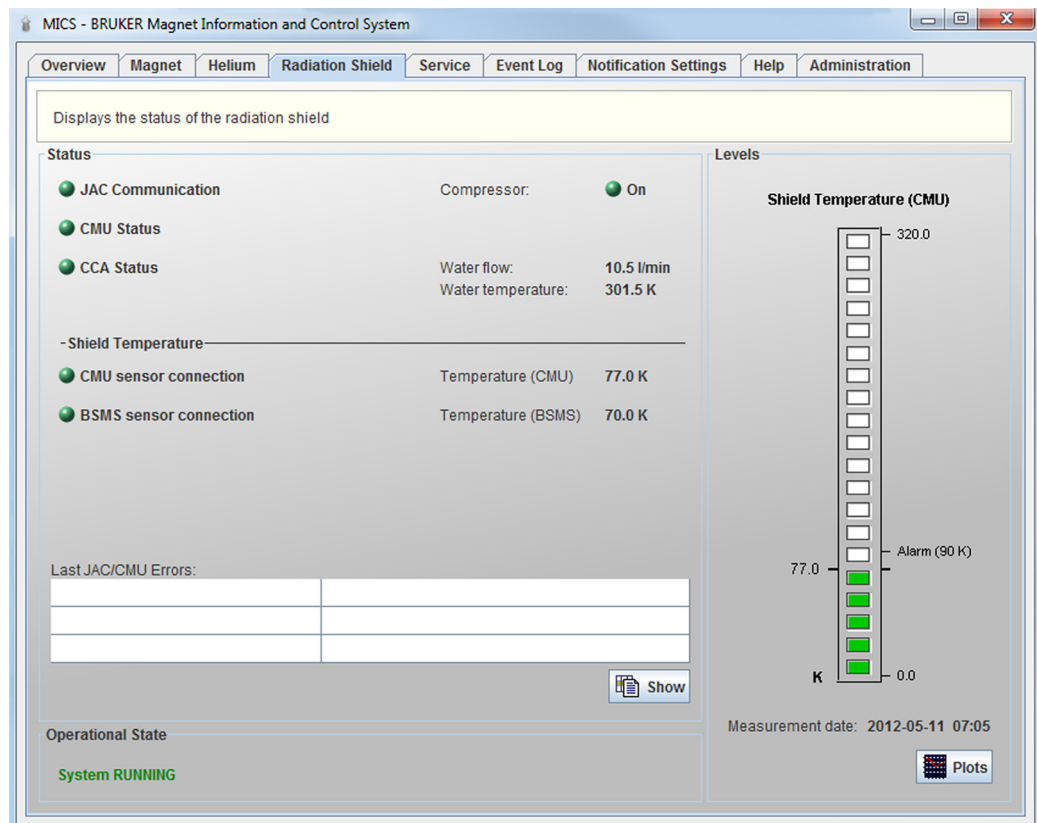 MICS - BRUKER Magnet Information and Control System
Overview Magnet Helium Radiation Shield Service Event Log Notification Settings Help Administration
Displays the status of the radiation shield
Status
JAC Communication Compressor: On
CMU Status
CCA Status Water flow: 10.5 l/min
Water temperature: 301.5 K
Shield Temperature
CMU sensor connection Temperature (CMU) 77.0 K
BSMS sensor connection Temperature (BSMS) 70.0 K
Last JAC/CMU Errors:
Show
Operational State
System RUNNING
Levels
Shield Temperature (CMU)
320.0
Alarm (90 K)
77.0
K 0.0
Measurement date: 2012-05-11 07:05
Plots